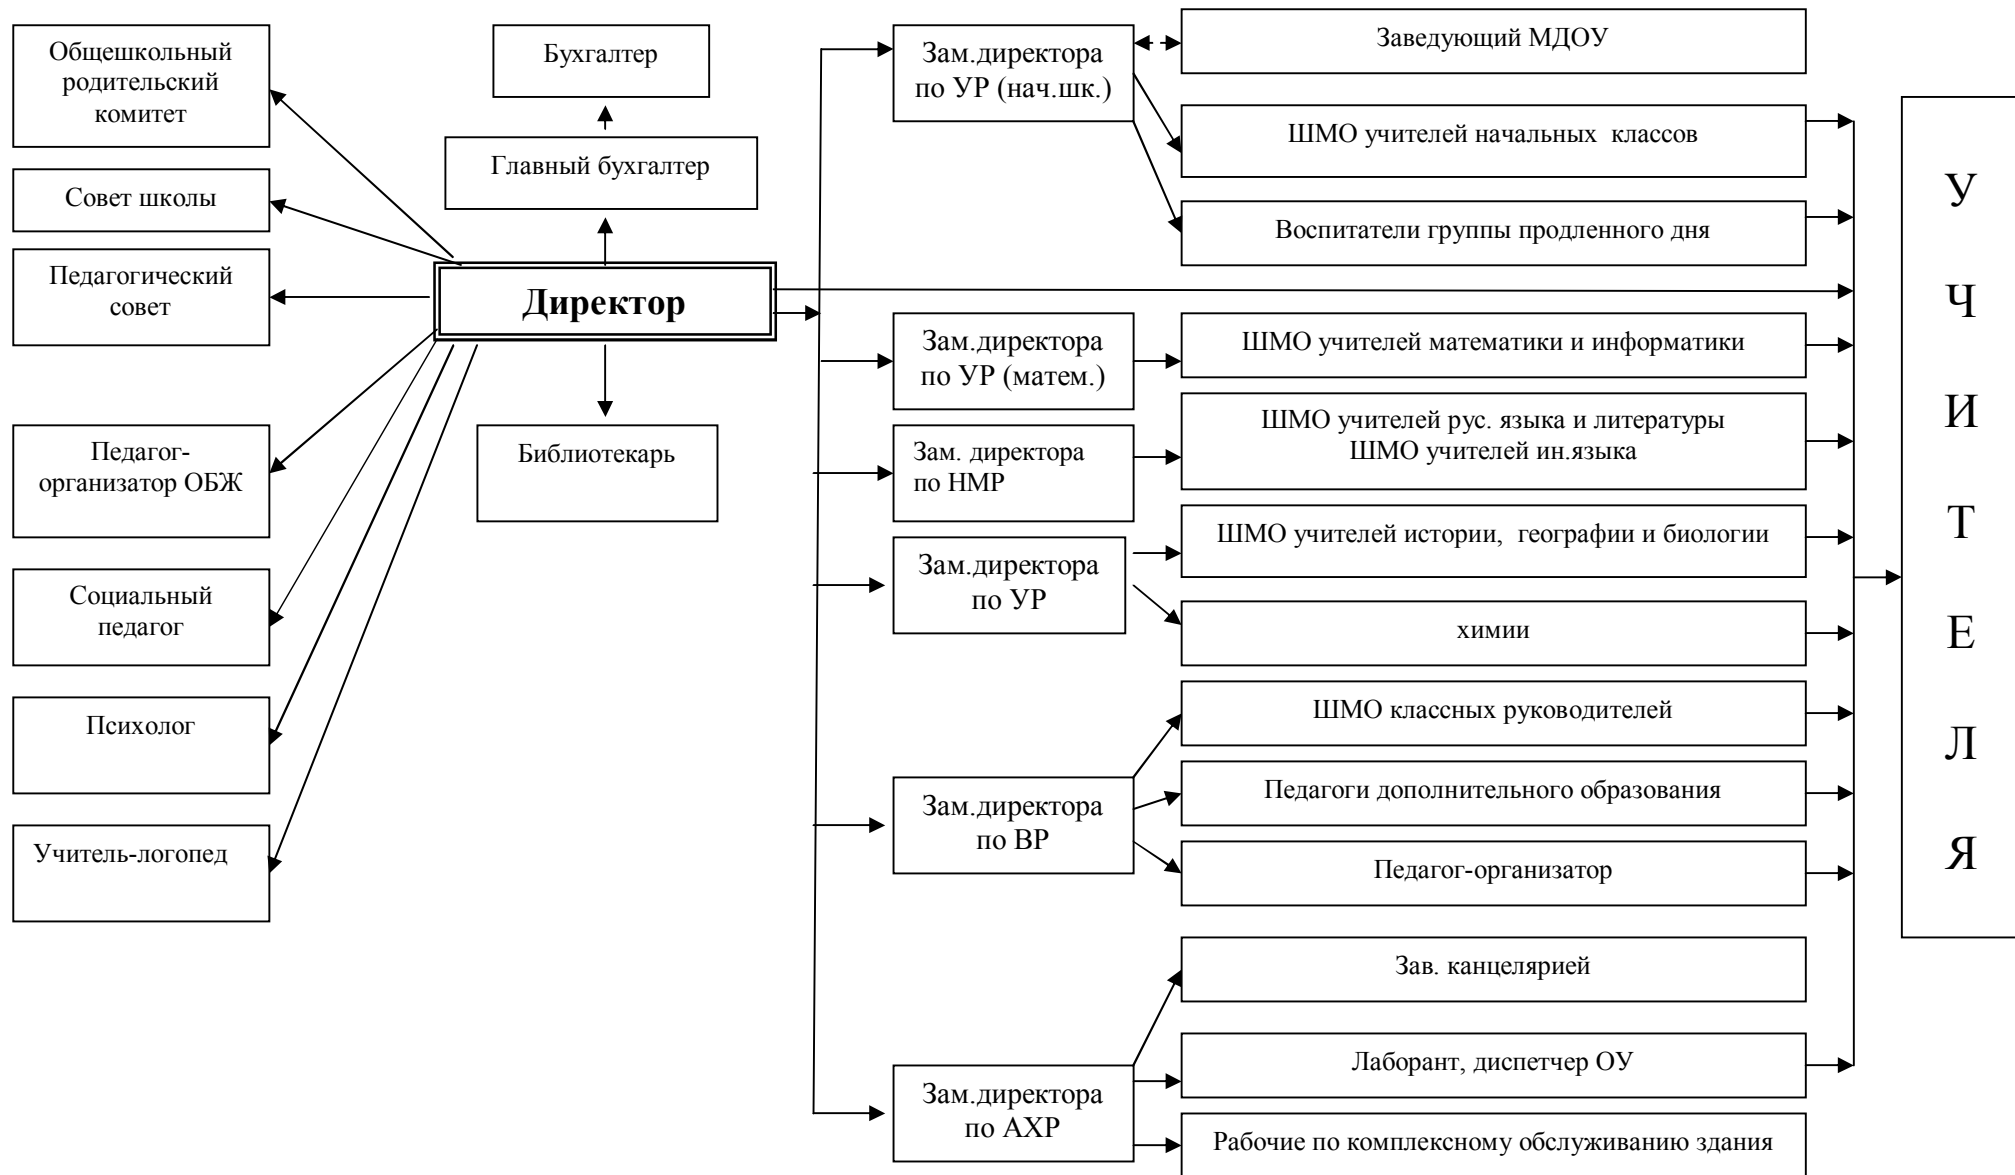 Общешкольный
родительский
комитет
Совет школы
Педагогический
совет
Педагог-
организатор ОБЖ
Социальный
педагог
Психолог
Учитель-логопед
Бухгалтер
Главный бухгалтер
Директор
Библиотекарь
Зам.директора
по УР (нач.шк.)
Зам.директора
по УР (матем.)
Зам. директора
по НМР
Зам.директора
по УР
Зам.директора
по ВР
Зам.директора
по АХР
Заведующий МДОУ
ШМО учителей начальных классов
Воспитатели группы продленного дня
ШМО учителей математики и информатики
ШМО учителей рус. языка и литературы
ШМО учителей ин.языка
ШМО учителей истории, географии и биологии
химии
ШМО классных руководителей
Педагоги дополнительного образования
Педагог-организатор
Зав. канцелярией
Лаборант, диспетчер ОУ
Рабочие по комплексному обслуживанию здания
У
Ч
И
Т
Е
Л
Я